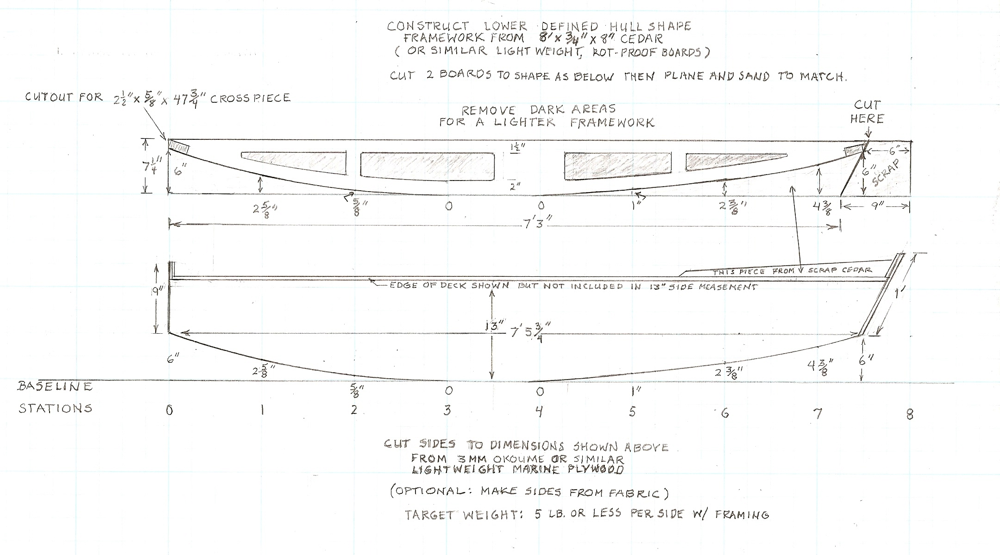 CONSTRUCT LOWER DEFINED HULL SHAPE
FRAMEWORK FROM 8' X 3/4" X 8" CEDAR
( OR SIMILAR LIGHT WEIGHT, ROT-PROOF BOARDS )
CUT 2 BOARDS TO SHAPE AS BELOW THEN PLANE AND SAND TO MATCH.
CUTOUT FOR 2 1/2" X 5/8" X 47 3/4" CROSSPIECE
CUT
HERE
REMOVE DARK AREAS
FOR A LIGHTER FRAMEWORK
1 1/2"
6"
7 1/4"
6"
6"
SCRAP
2"
2 5/8"
5/8"
0
0
1"
2 3/8"
4 3/8
9"
7' 3"
THIS PIECE FROM SCRAP CEDAR
EDGE OF DECK SHOWN BUT NOT INCLUDED IN 13" SIDE MEASEMENT
9"
1'
13"
7' 5 3/4"
6"
2 5/8"
2 3/8"
4 3/8"
6"
BASELINE
5/8"
0
0
1"
STATIONS 0 1 2 3 4 5 6 7 8
CUT SIDES TO DIMENSIONS SHOWN ABOVE
FROM 3MM OKOUME OR SIMILAR
LIGHTWEIGHT MARINE PLYWOOD
(OPTIONAL: MAKE SIDES FROM FABRIC)
TARGET WEIGHT: 5 LB. OR LESS PER SIDE W/ FRAMING